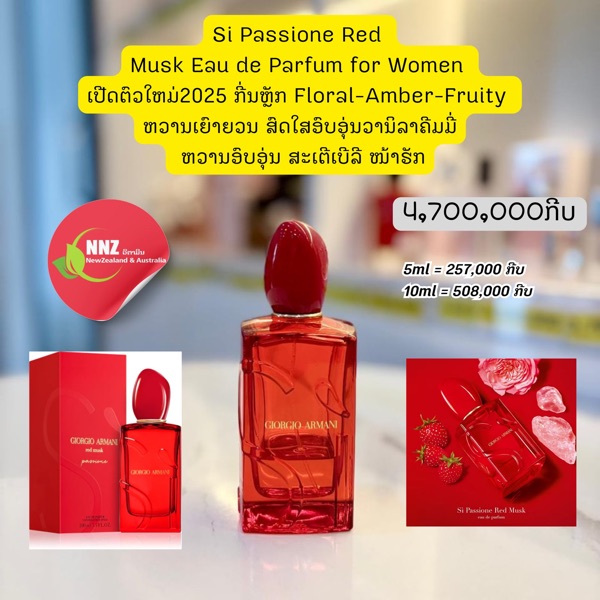 Si Passione Red
Musk Eau de Parfum for Women
ເປີດຕົວໃຫມ່2025 ກິ່ນຫຼັກ Floral-Amber-Fruity
ຫວານເຍົາຍວນ ສົດໃສອົບອຸ່ນວານິລາຄີມມີ່
ຫວານອົບອຸ່ນ ສະເຕີເບີລີ ໜ້າຮັກ
4,700,000ກີບ
5ml = 257,000 ກີບ
10ml = 508,000 ກີບ
NNZ
NewZealand & Australia
GIORGIO ARMANI
GIORGIO ARMANI
red musk
passione
GIORGIO ARMANI
Si Passione Red Musk
eau de parfum